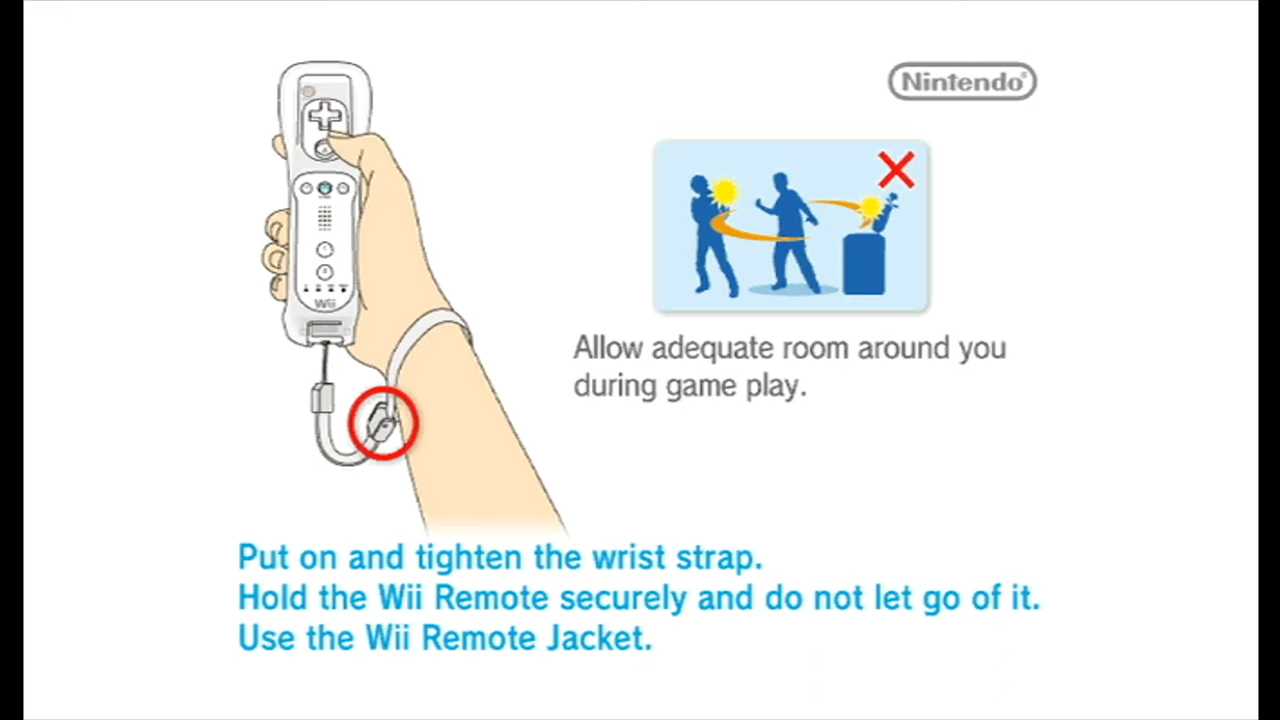 Nintendo®
Allow adequate room around you
during game play.
Wii
Put on and tighten the wrist strap.
Hold the Wii Remote securely and do not let go of it.
Use the Wii Remote Jacket.